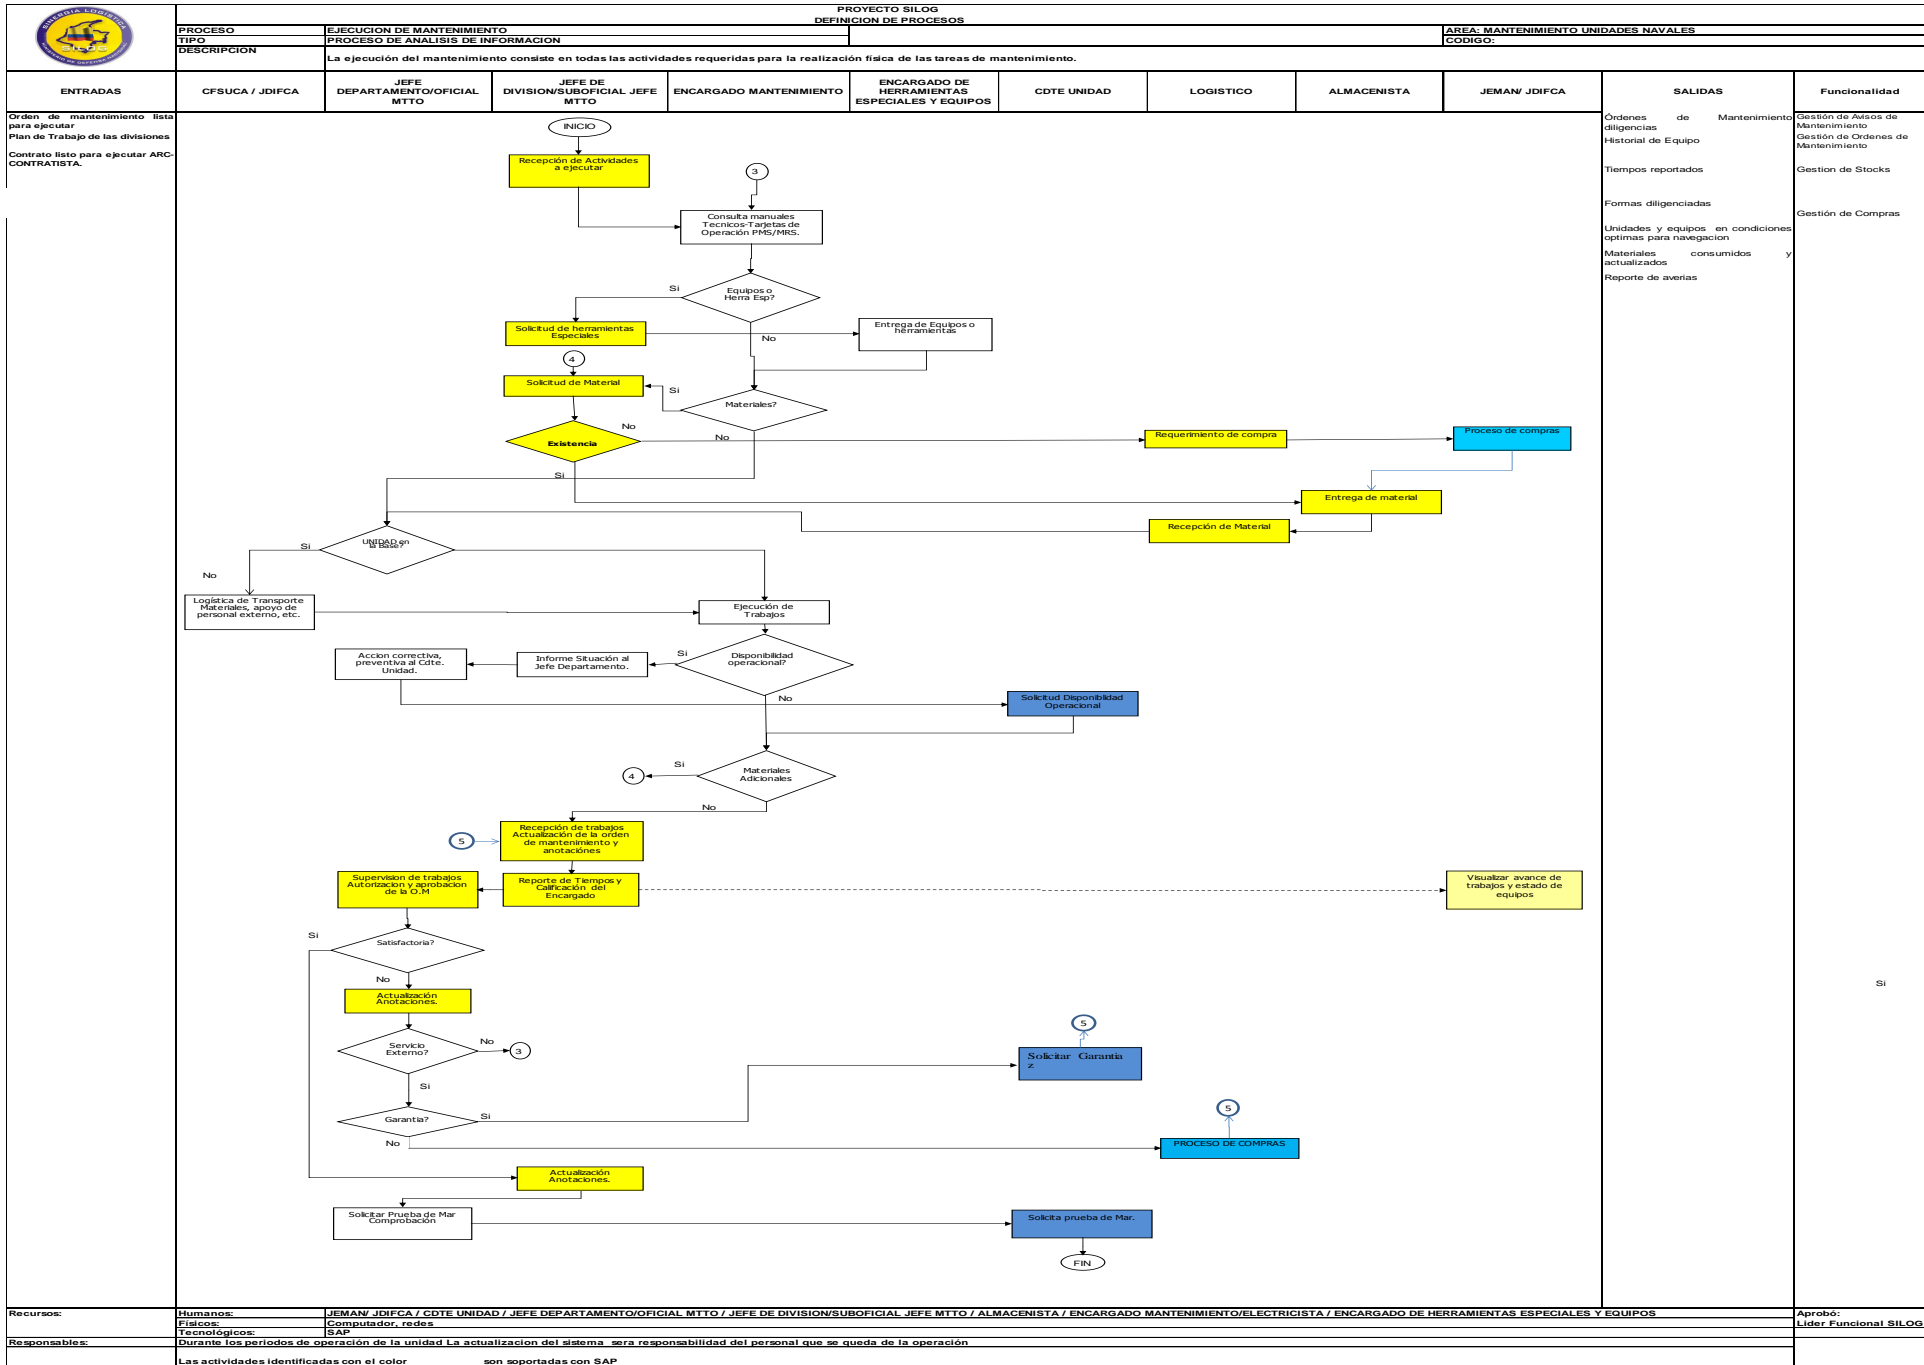 SINERGIA LOGISTICA
SILOG
PROYECTO SILOG
DEFINICION DE PROCESOS
PROCESO
EJECUCION DE MANTENIMIENTO
AREA: MANTENIMIENTO UNIDADES NAVALES
TIPO
PROCESO DE ANALISIS DE INFORMACION
CODIGO:
DESCRIPCION
La ejecución del mantenimiento consiste en todas las actividades requeridas para la realización física de las tareas de mantenimiento.
ENTRADAS
CFSUCA / JDIFCA
JEFE
DEPARTAMENTO/OFICIAL
MTTO
JEFE DE
DIVISION/SUBOFICIAL JEFE
MTTO
ENCARGADO MANTENIMIENTO
ENCARGADO DE
HERRAMIENTAS
ESPECIALES Y EQUIPOS
CDTE UNIDAD
LOGISTICO
ALMACENISTA
JEMAN/ JDIFCA
SALIDAS
Funcionalidad
Orden de mantenimiento lista
para ejecutar
Plan de Trabajo de las divisiones
Contrato listo para ejecutar ARC-
CONTRATISTA.
Órdenes de Mantenimiento
diligencias
Historial de Equipo
Tiempos reportados
Formas diligenciadas
Unidades y equipos en condiciones
optimas para navegacion
Materiales consumidos y
actualizados
Reporte de averias
Gestión de Avisos de
Mantenimiento
Gestión de Ordenes de
Mantenimiento
Gestion de Stocks
Gestión de Compras
INICIO
Recepción de Actividades
a ejecutar
3
Consulta manuales
Tecnicos-Tarjetas de
Operación PMS/MRS.
Si
Equipos o
Herra Esp?
Solicitud de herramientas
Especiales
No
Entrega de Equipos o
herramientas
4
Solicitud de Material
Si
Materiales?
No
Existencia
No
Requerimiento de compra
Proceso de compras
Si
Entrega de material
Recepción de Material
UNIDAD en
la Base?
Si
No
Logística de Transporte
Materiales, apoyo de
personal externo, etc.
Ejecución de
Trabajos
Accion correctiva,
preventiva al Cdte.
Unidad.
Informe Situación al
Jefe Departamento.
Si
Disponibilidad
operacional?
No
Solicitud Disponiblidad
Operacional
4
Si
Materiales
Adicionales
No
5
Recepción de trabajos
Actualización de la orden
de mantenimiento y
anotaciónes
Supervision de trabajos
Autorizacion y aprobacion
de la O.M
Reporte de Tiempos y
Calificación del
Encargado
Visualizar avance de
trabajos y estado de
equipos
Si
Satisfactoria?
No
Si
Actualización
Anotaciones.
Servicio
Externo?
No
3
5
Solicitar Garantia
z
Si
Garantia?
Si
5
No
PROCESO DE COMPRAS
Actualización
Anotaciones.
Solicitar Prueba de Mar
Comprobación
Solicita prueba de Mar.
FIN
Recursos:
Humanos:
JEMAN/ JDIFCA / CDTE UNIDAD / JEFE DEPARTAMENTO/OFICIAL MTTO / JEFE DE DIVISION/SUBOFICIAL JEFE MTTO / ALMACENISTA / ENCARGADO MANTENIMIENTO/ELECTRICISTA / ENCARGADO DE HERRAMIENTAS ESPECIALES Y EQUIPOS
Aprobó:
Físicos:
Computador, redes
Lider Funcional SILOG
Tecnológicos:
SAP
Responsables:
Durante los periodos de operación de la unidad La actualizacion del sistema sera responsabilidad del personal que se queda de la operación
Las actividades identificadas con el color son soportadas con SAP